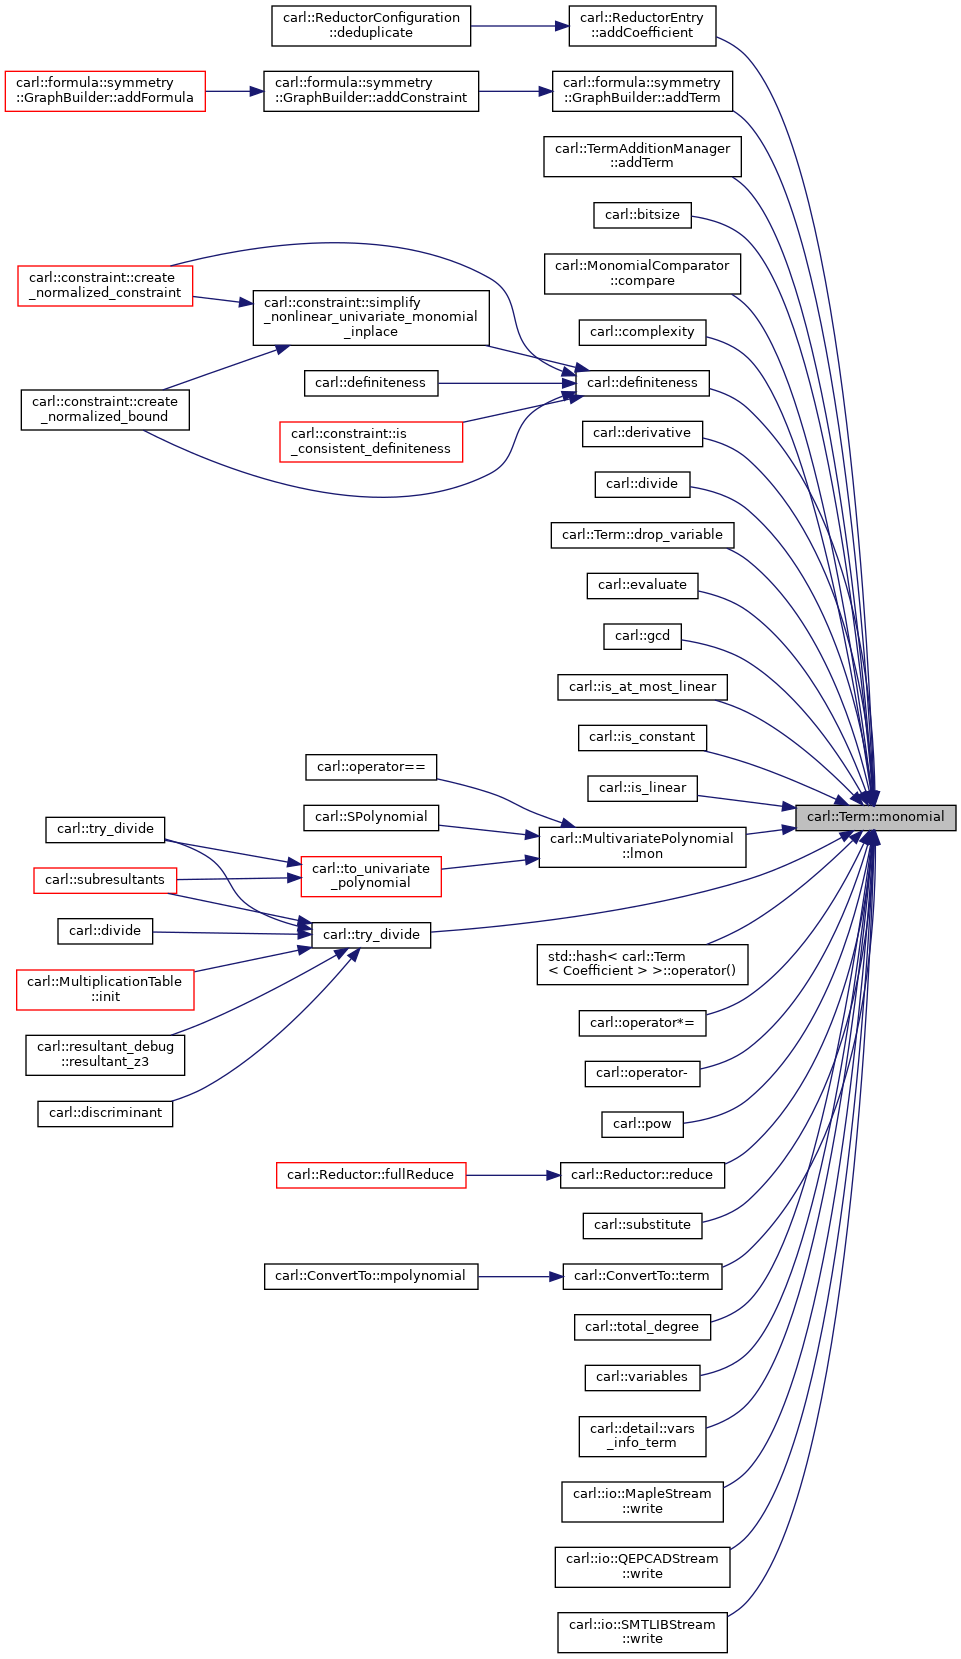 carl::ReductorConfiguration
::deduplicate
carl::ReductorEntry
::addCoefficient
carl::formula::symmetry
::GraphBuilder::addFormula
carl::formula::symmetry
::GraphBuilder::addConstraint
carl::formula::symmetry
::GraphBuilder::addTerm
carl::TermAdditionManager
::addTerm
carl::bitsize
carl::MonomialComparator
::compare
carl::constraint::create
_normalized_constraint
carl::constraint::simplify
_nonlinear_univariate_monomial
_inplace
carl::complexity
carl::definiteness
carl::definiteness
carl::constraint::create
_normalized_bound
carl::constraint::is
_consistent_definiteness
carl::derivative
carl::divide
carl::Term::drop_variable
carl::evaluate
carl::gcd
carl::is_at_most_linear
carl::is_constant
carl::is_linear
carl::Term::monomial
carl::operator==
carl::SPolynomial
carl::MultivariatePolynomial
::lmon
carl::try_divide
carl::to_univariate
_polynomial
carl::subresultants
carl::divide
carl::try_divide
std::hash< carl::Term
< Coefficient > >::operator()
carl::MultiplicationTable
::init
carl::operator*=
carl::resultant_debug
::resultant_z3
carl::operator-
carl::discriminant
carl::pow
carl::Reductor::fullReduce
carl::Reductor::reduce
carl::substitute
carl::ConvertTo::mpolynomial
carl::ConvertTo::term
carl::total_degree
carl::variables
carl::detail::vars
_info_term
carl::io::MapleStream
::write
carl::io::QEPCADStream
::write
carl::io::SMTLIBStream
::write